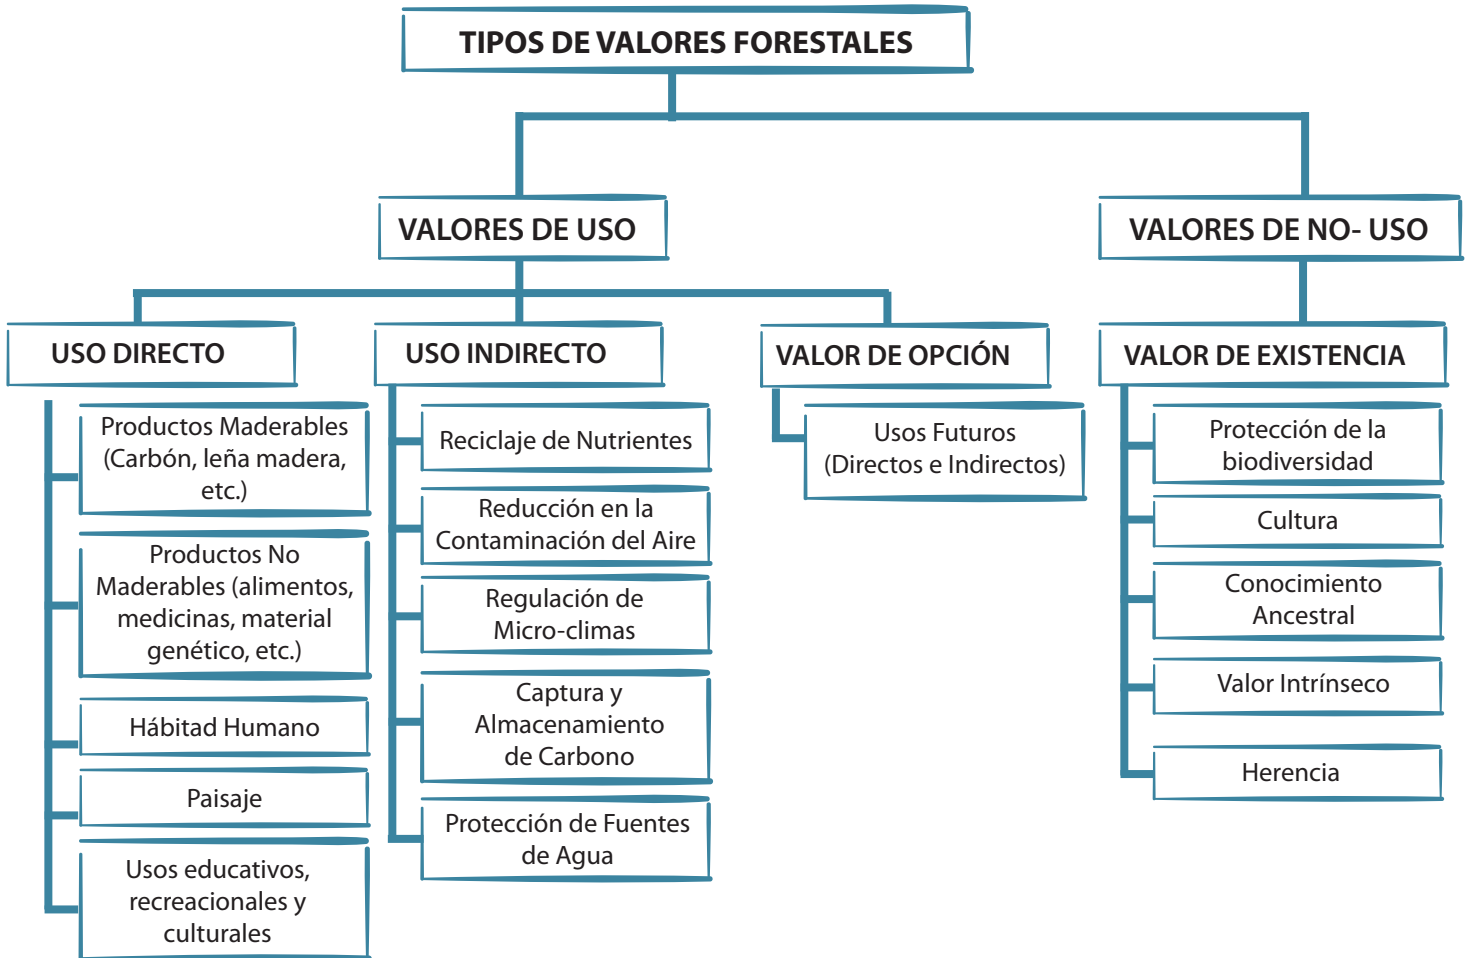 TIPOS DE VALORES FORESTALES
VALORES DE USO
VALORES DE NO- USO
USO DIRECTO
USO INDIRECTO
VALOR DE OPCIÓN
VALOR DE EXISTENCIA
Productos Maderables
(Carbón, leña madera,
etc.)
Productos No
Maderables (alimentos,
medicinas, material
genético, etc.)
Hábitad Humano
Paisaje
Usos educativos,
recreacionales y
culturales
Reciclaje de Nutrientes
Reducción en la
Contaminación del Aire
Regulación de
Micro-climas
Captura y
Almacenamiento
de Carbono
Protección de Fuentes
de Agua
Usos Futuros
(Directos e Indirectos)
Protección de la
biodiversidad
Cultura
Conocimiento
Ancestral
Valor Intrínseco
Herencia